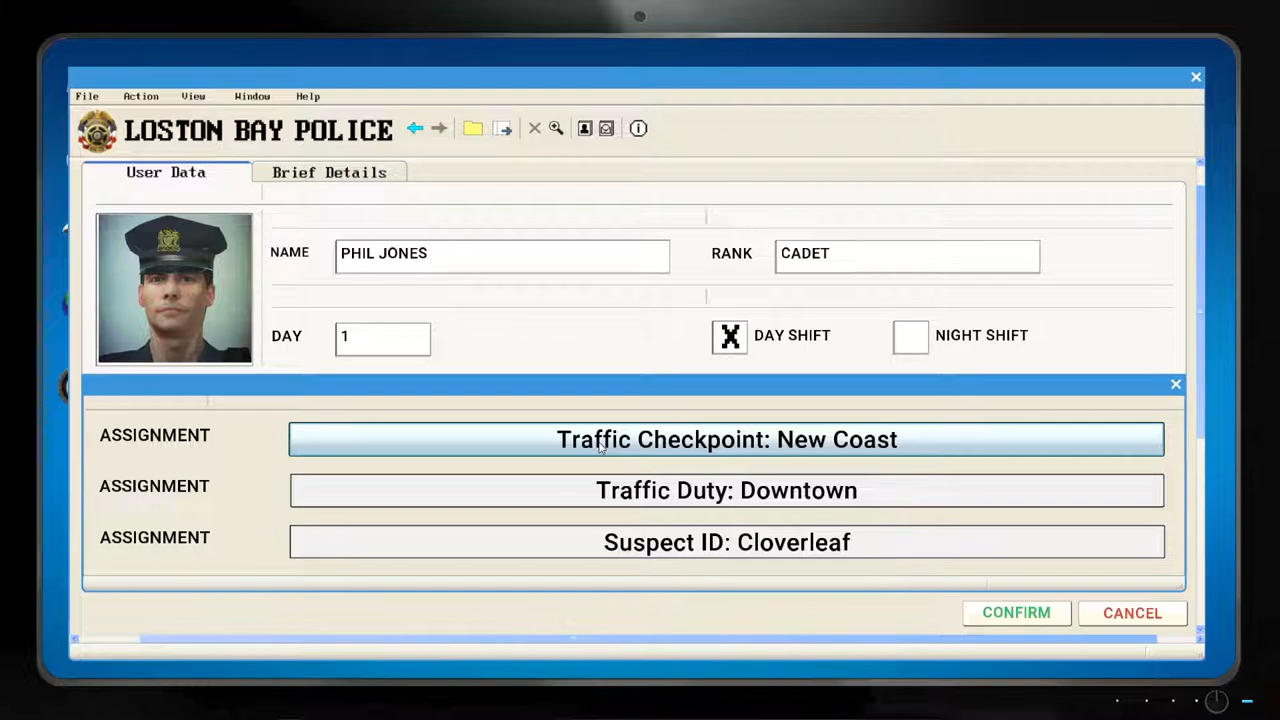 File Action View Window Help
LOSTON BAY POLICE
User Data Brief Details
NAME PHIL JONES RANK CADET
DAY 1 X DAY SHIFT NIGHT SHIFT
ASSIGNMENT Traffic Checkpoint: New Coast
ASSIGNMENT Traffic Duty: Downtown
ASSIGNMENT Suspect ID: Cloverleaf
CONFIRM CANCEL